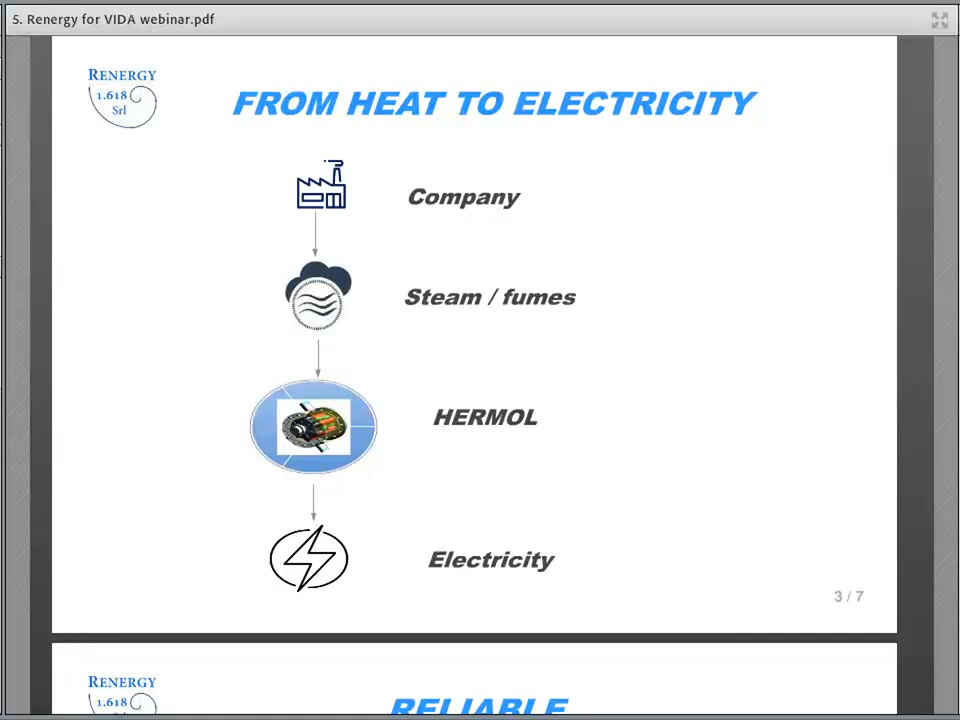 5. Renergy for VIDA webinar.pdf
RENERGY
1.618
Srl
FROM HEAT TO ELECTRICITY
Company
Steam / fumes
HERMOL
Electricity
3 / 7
RENERGY
1.618
RELIABLE